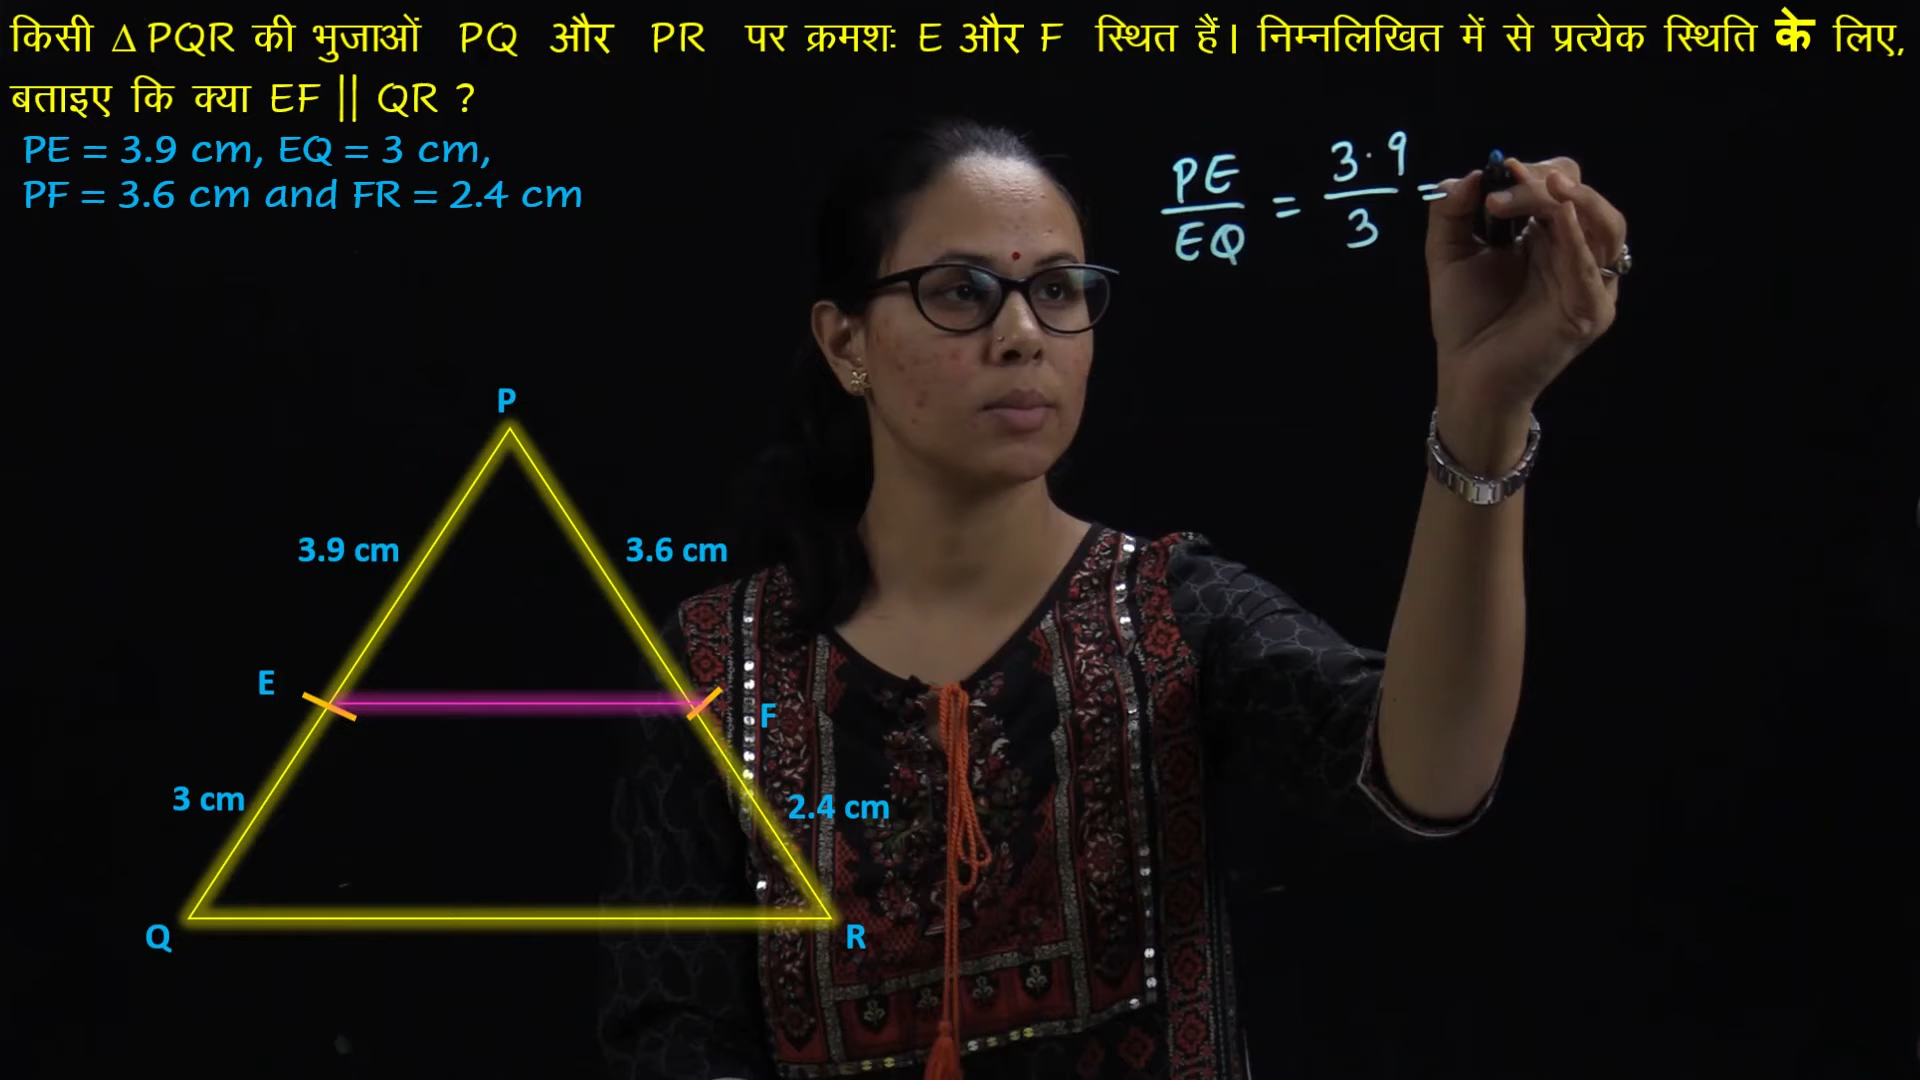 किसी Δ PQR की भुजाओं PQ और PR पर क्रमशः E और F स्थित हैं। निम्नलिखित में से प्रत्येक स्थिति के लिए,
बताइए कि क्या EF || QR ?
PE = 3.9 cm, EQ = 3 cm,
PF = 3.6 cm and FR = 2.4 cm
PE/EQ = 3.9/3 =
P
3.9 cm
3.6 cm
E
F
3 cm
2.4 cm
Q
R